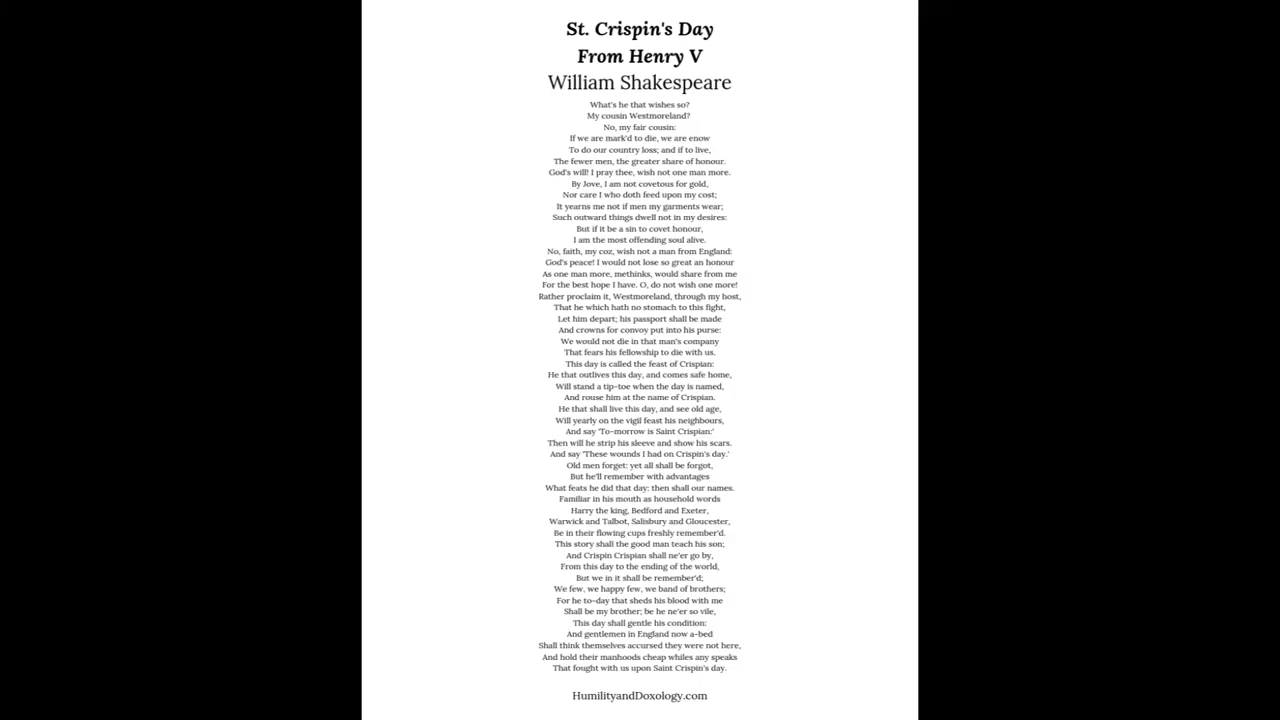 St. Crispin's Day
From Henry V
William Shakespeare
What's he that wishes so?
My cousin Westmoreland?
No, my fair cousin:
If we are mark'd to die, we are enow
To do our country loss; and if to live,
The fewer men, the greater share of honour.
God's will! I pray thee, wish not one man more.
By Jove, I am not covetous for gold,
Nor care I who doth feed upon my cost;
It yearns me not if men my garments wear;
Such outward things dwell not in my desires:
But if it be a sin to covet honour,
I am the most offending soul alive.
No, faith, my coz, wish not a man from England:
God's peace! I would not lose so great an honour
As one man more, methinks, would share from me
For the best hope I have. O, do not wish one more!
Rather proclaim it, Westmoreland, through my host,
That he which hath no stomach to this fight,
Let him depart; his passport shall be made
And crowns for convoy put into his purse:
We would not die in that man's company
That fears his fellowship to die with us.
This day is called the feast of Crispian:
He that outlives this day, and comes safe home,
Will stand a tip-toe when the day is named,
And rouse him at the name of Crispian.
He that shall live this day, and see old age,
Will yearly on the vigil feast his neighbours,
And say 'To-morrow is Saint Crispian:'
Then will he strip his sleeve and show his scars.
And say 'These wounds I had on Crispin's day.'
Old men forget: yet all shall be forgot,
But he'll remember with advantages
What feats he did that day: then shall our names.
Familiar in his mouth as household words
Harry the king, Bedford and Exeter,
Warwick and Talbot, Salisbury and Gloucester,
Be in their flowing cups freshly remember'd.
This story shall the good man teach his son;
And Crispin Crispian shall ne'er go by,
From this day to the ending of the world,
But we in it shall be remember'd;
We few, we happy few, we band of brothers;
For he to-day that sheds his blood with me
Shall be my brother; be he ne'er so vile,
This day shall gentle his condition:
And gentlemen in England now a-bed
Shall think themselves accursed they were not here,
And hold their manhoods cheap whiles any speaks
That fought with us upon Saint Crispin's day.
HumilityandDoxology.com